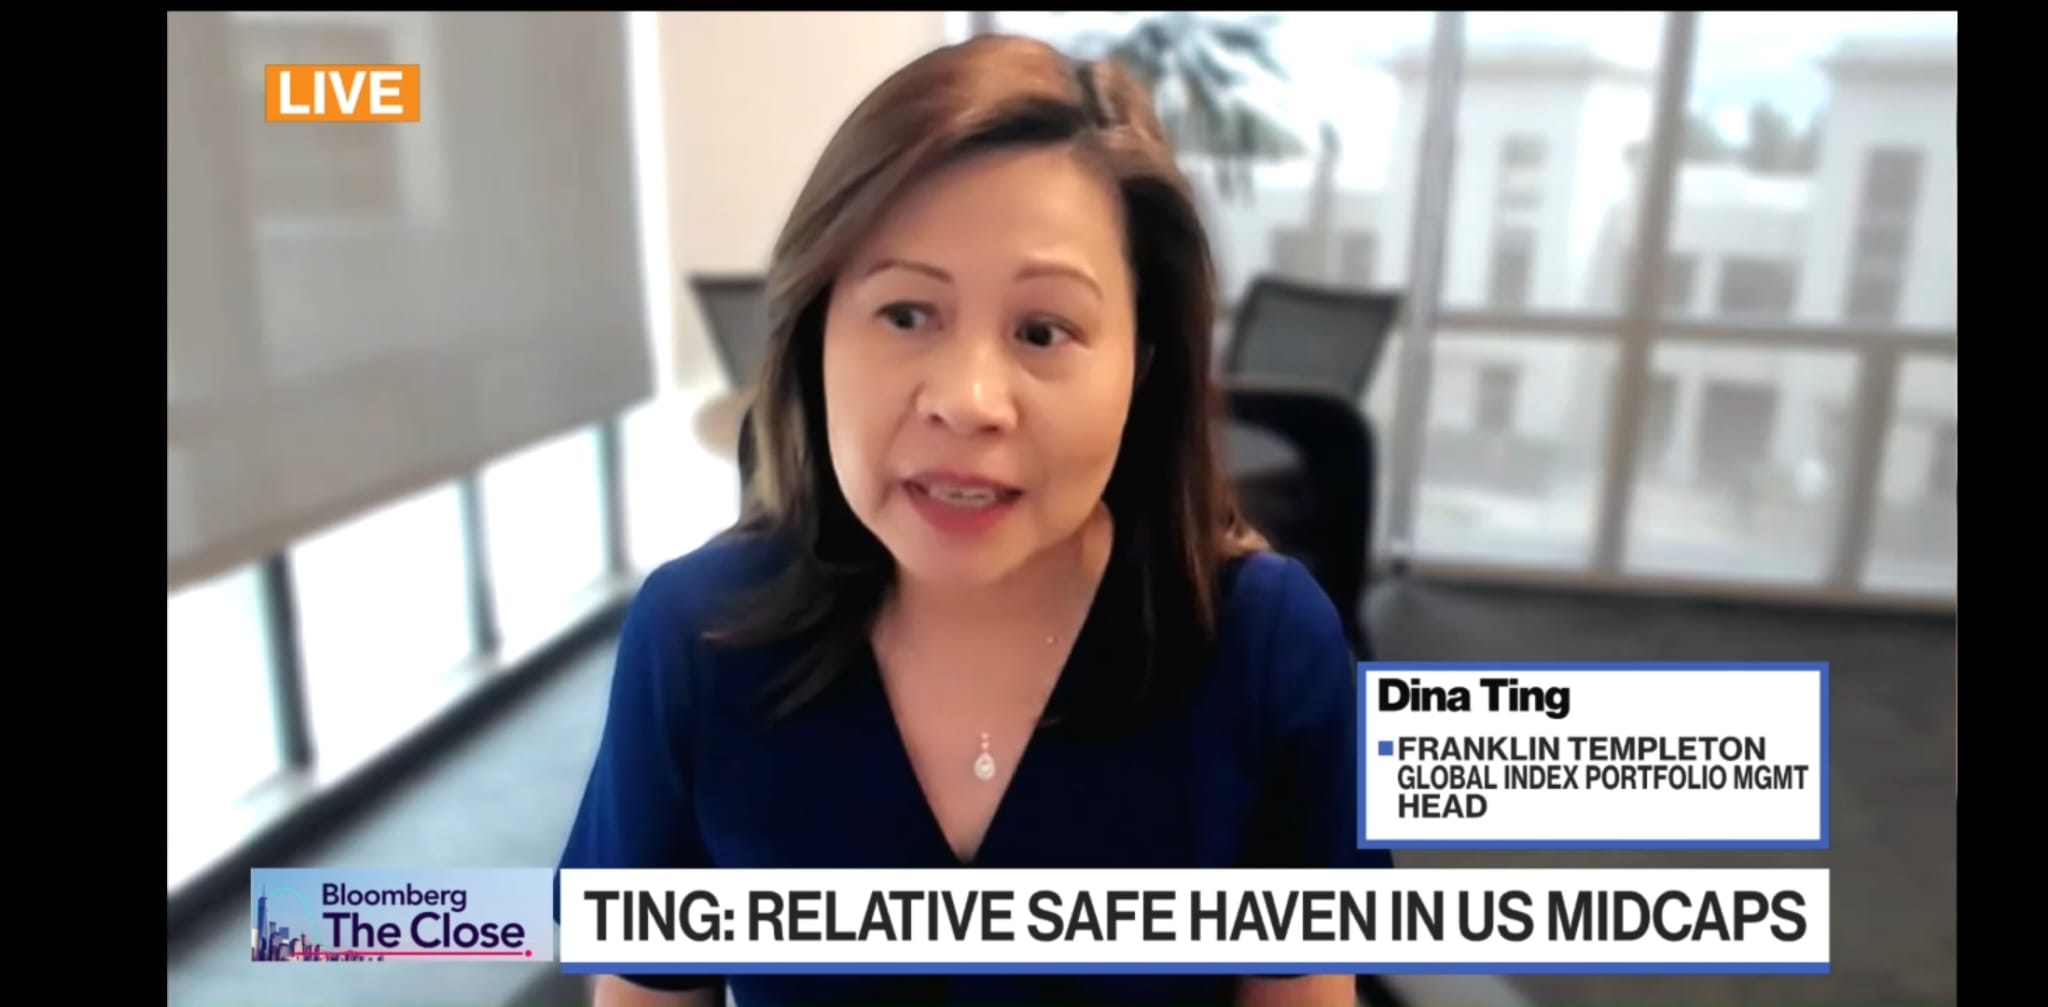 LIVE
Dina Ting
FRANKLIN TEMPLETON
GLOBAL INDEX PORTFOLIO MGMT
HEAD
Bloomberg
The Close
TING: RELATIVE SAFE HAVEN IN US MIDCAPS